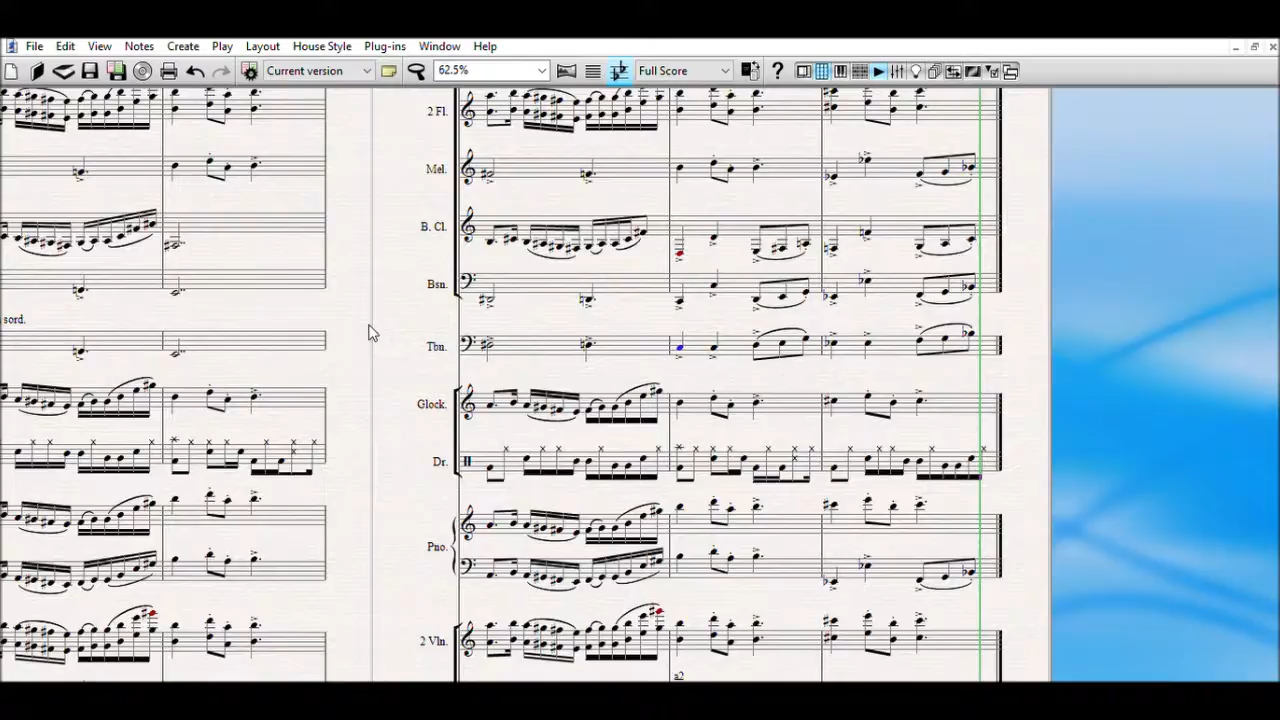 File Edit View Notes Create Play Layout House Style Plug-ins Window Help
Current version 62.5% Full Score
2 Fl.
Mel.
B. Cl.
Bsn.
sord.
Tbn.
Glock.
Dr.
Pno.
2 Vln.
a2